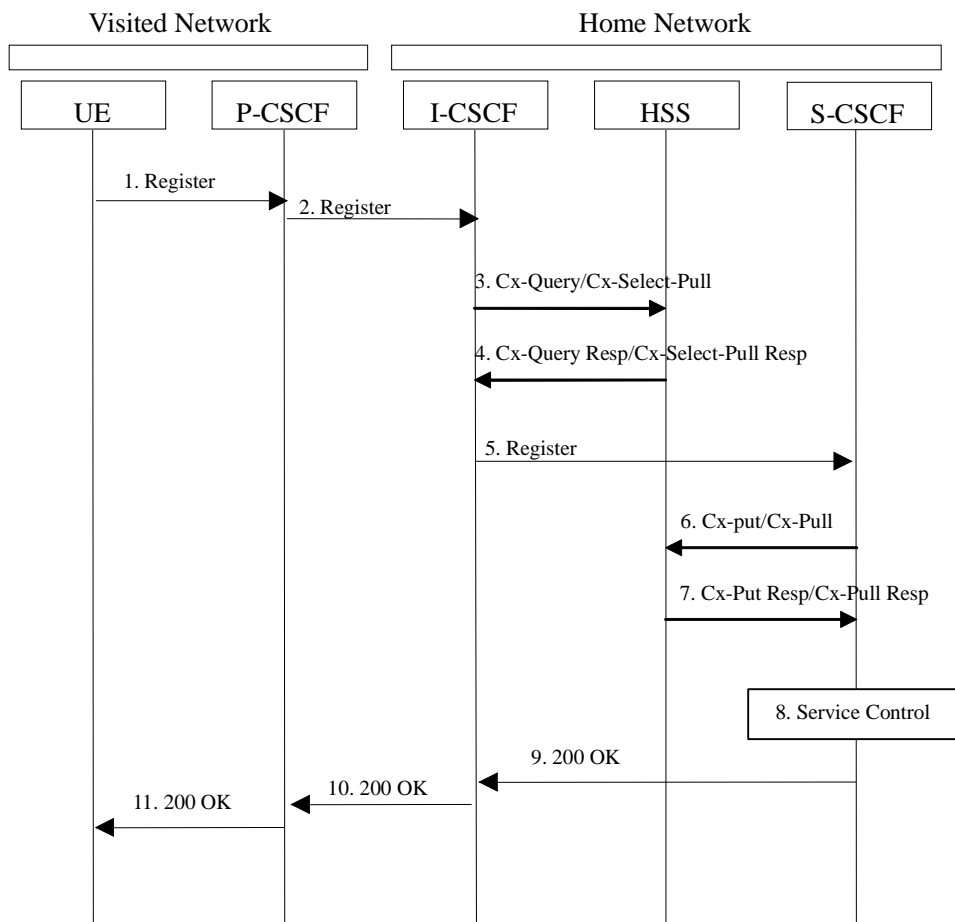 Visited Network
Home Network
UE
P-CSCF
I-CSCF
HSS
S-CSCF
1. Register
2. Register
3. Cx-Query/Cx-Select-Pull
4. Cx-Query Resp/Cx-Select-Pull Resp
5. Register
6. Cx-put/Cx-Pull
7. Cx-Put Resp/Cx-Pull Resp
8. Service Control
9. 200 OK
10. 200 OK
11. 200 OK